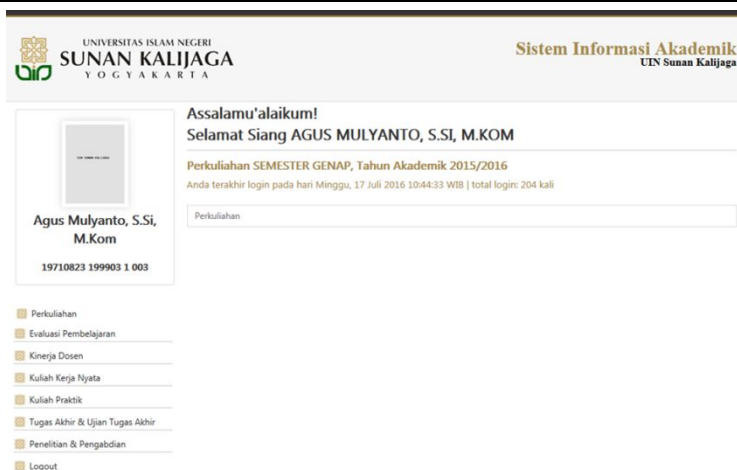 UNIVERSITAS ISLAM NEGERI
SUNAN KALIJAGA
YOGYAKARTA
uin
Sistem Informasi Akademik
UIN Sunan Kalijaga
Agus Mulyanto, S.Si,
M.Kom
19710823 199903 1 003
Perkuliahan
Evaluasi Pembelajaran
Kinerja Dosen
Kuliah Kerja Nyata
Kuliah Praktik
Tugas Akhir & Ujian Tugas Akhir
Penelitian & Pengabdian
Logout
Assalamu'alaikum!
Selamat Siang AGUS MULYANTO, S.SI, M.KOM
Perkuliahan SEMESTER GENAP, Tahun Akademik 2015/2016
Anda terakhir login pada hari Minggu, 17 Juli 2016 10:44:33 WIB | total login: 204 kali
Perkuliahan